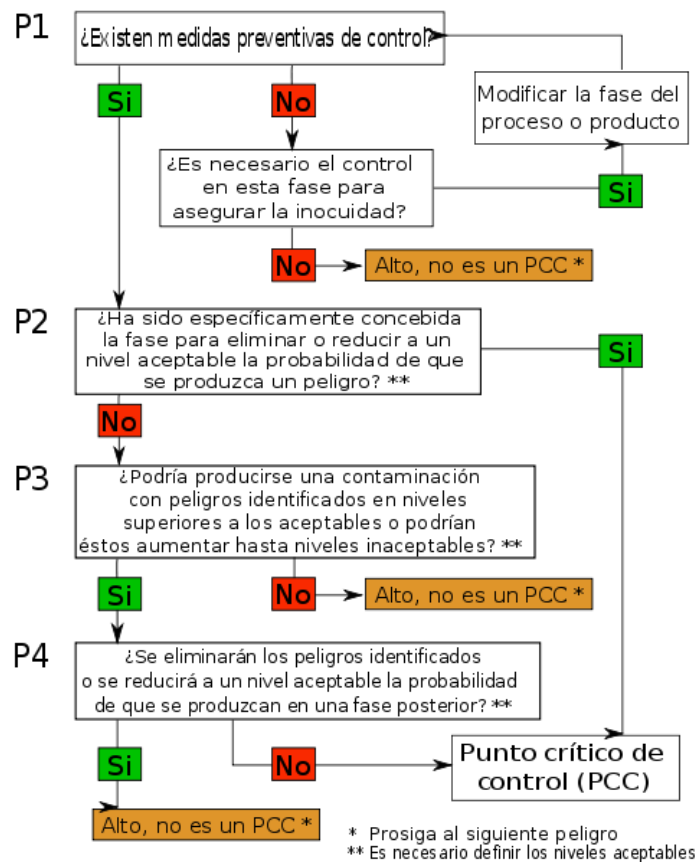 P1
¿Existen medidas preventivas de control?
Si
No
Modificar la fase del
proceso o producto
¿Es necesario el control
en esta fase para
asegurar la inocuidad?
Si
No
Alto, no es un PCC *
P2
¿Ha sido específicamente concebida
la fase para eliminar o reducir a un
nivel aceptable la probabilidad de que
se produzca un peligro? **
Si
No
P3
¿Podría producirse una contaminación
con peligros identificados en niveles
superiores a los aceptables o podrían
éstos aumentar hasta niveles inaceptables? **
Si
No
Alto, no es un PCC *
P4
¿Se eliminarán los peligros identificados
o se reducirá a un nivel aceptable la probabilidad
de que se produzcan en una fase posterior? **
Si
No
Punto crítico de
control (PCC)
Alto, no es un PCC *
* Prosiga al siguiente peligro
** Es necesario definir los niveles aceptables